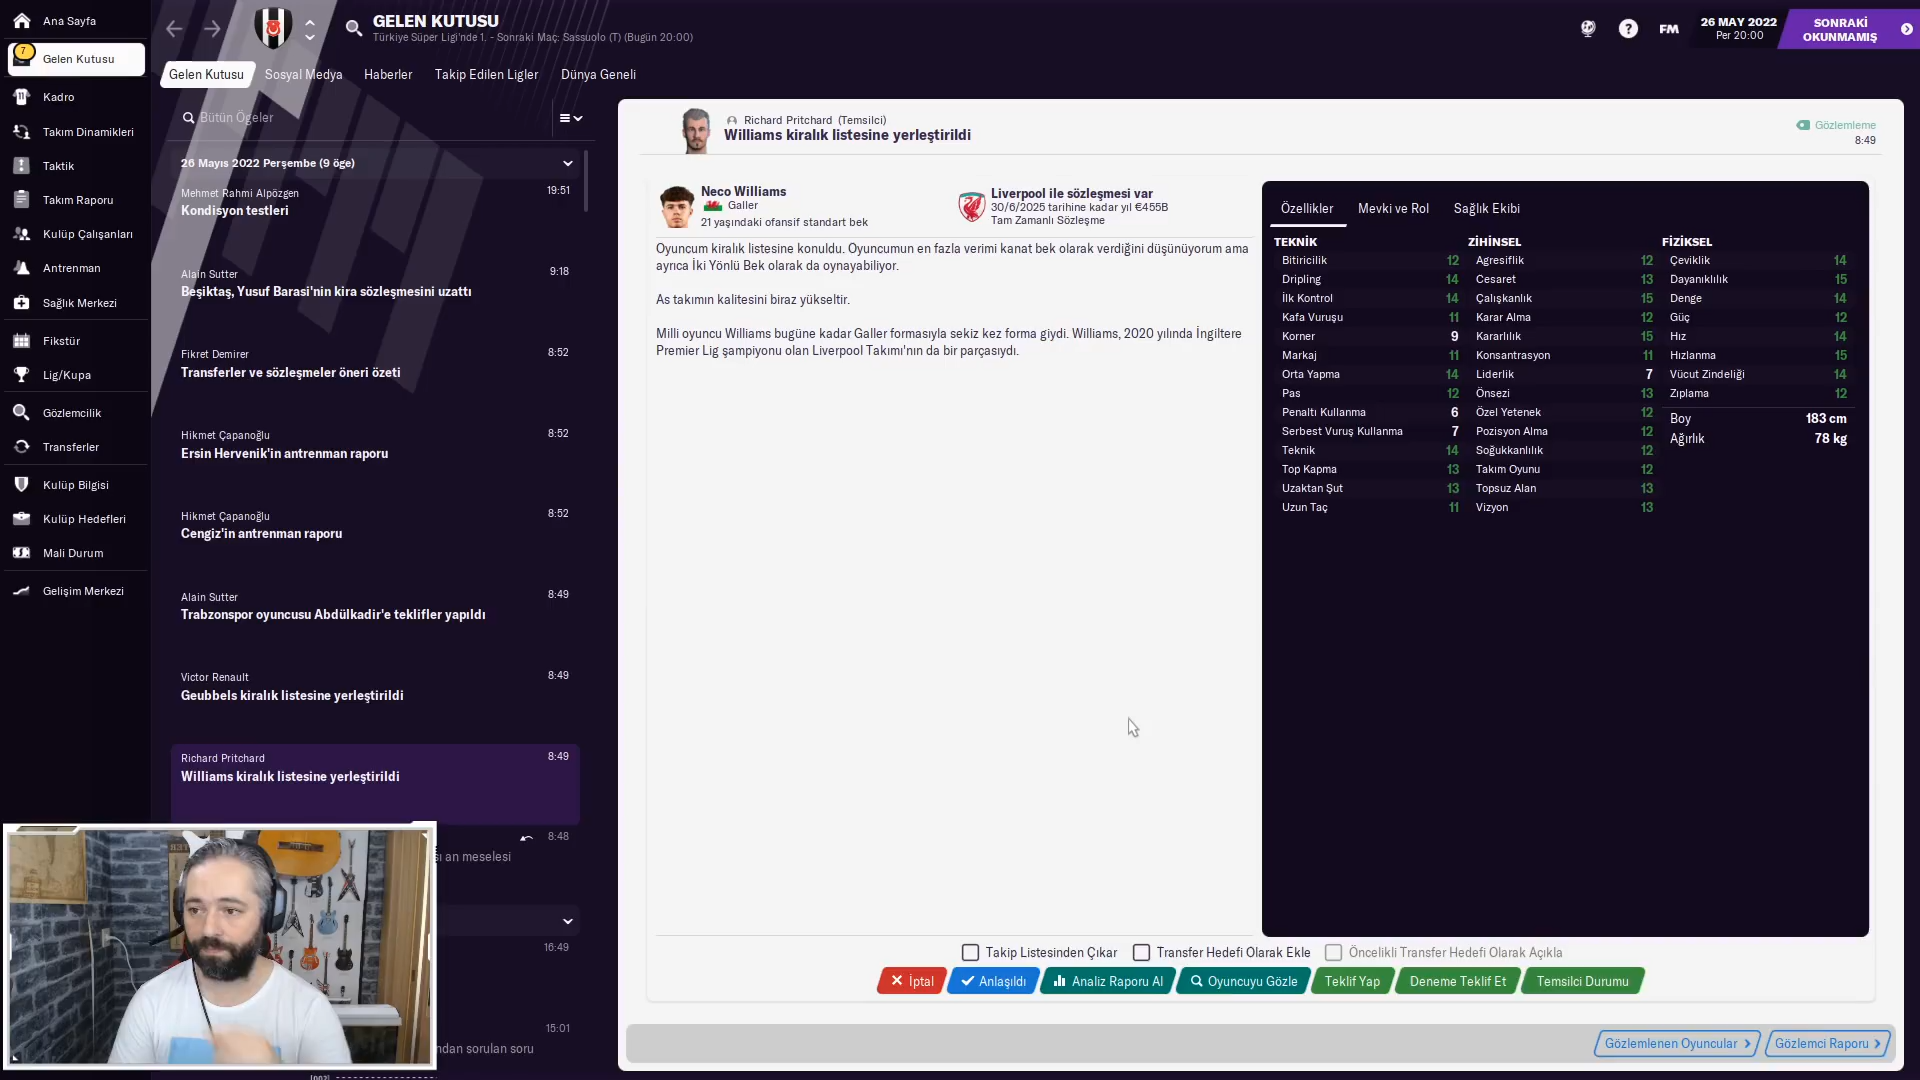 Ana Sayfa
7
Gelen Kutusu
Kadro
Takım Dinamikleri
Taktik
Takım Raporu
Kulüp Çalışanları
Antrenman
Sağlık Merkezi
Fikstür
Lig/Kupa
Gözlemcilik
Transferler
Kulüp Bilgisi
Kulüp Hedefleri
Mali Durum
Gelişim Merkezi
GELEN KUTUSU
Türkiye Süper Ligi'nde 1. - Sonraki Maç: Sassuolo (T) (Bugün 20:00)
FM
26 MAY 2022
Per 20:00
SONRAKİ
OKUNMAMIŞ
Gelen Kutusu Sosyal Medya Haberler Takip Edilen Ligler Dünya Geneli
Bütün Ögeler
26 Mayıs 2022 Perşembe (9 öge)
Mehmet Rahmi Alpözgen 19:51
Kondisyon testleri
Alain Sutter 9:18
Beşiktaş, Yusuf Barasi'nin kira sözleşmesini uzattı
Fikret Demirer 8:52
Transferler ve sözleşmeler öneri özeti
Hikmet Çapanoğlu 8:52
Ersin Hervenik'in antrenman raporu
Hikmet Çapanoğlu 8:52
Cengiz'in antrenman raporu
Alain Sutter 8:49
Trabzonspor oyuncusu Abdülkadir'e teklifler yapıldı
Victor Renault 8:49
Geubbels kiralık listesine yerleştirildi
Richard Pritchard 8:49
Williams kiralık listesine yerleştirildi
8:48
an meselesi
16:49
15:01
ndan sorulan soru
Richard Pritchard (Temsilci)
Williams kiralık listesine yerleştirildi
Gözlemleme
8:49
Neco Williams
Galler
21 yaşındaki ofansif standart bek
Liverpool ile sözleşmesi var
30/6/2025 tarihine kadar yıl €455B
Tam Zamanlı Sözleşme
Oyuncum kiralık listesine konuldu. Oyuncumun en fazla verimi kanat bek olarak verdiğini düşünüyorum ama
ayrıca İki Yönlü Bek olarak da oynayabiliyor.
As takımın kalitesini biraz yükseltir.
Milli oyuncu Williams bugüne kadar Galler formasıyla sekiz kez forma giydi. Williams, 2020 yılında İngiltere
Premier Lig şampiyonu olan Liverpool Takımı'nın da bir parçasıydı.
Özellikler Mevki ve Rol Sağlık Ekibi
TEKNİK ZİHİNSEL FİZİKSEL
Bitiricilik 12 Agresiflik 12 Çeviklik 14
Dripling 14 Cesaret 13 Dayanıklılık 15
İlk Kontrol 14 Çalışkanlık 15 Denge 14
Kafa Vuruşu 11 Karar Alma 12 Güç 12
Korner 9 Kararlılık 15 Hız 14
Markaj 11 Konsantrasyon 11 Hızlanma 15
Orta Yapma 14 Liderlik 7 Vücut Zindeliği 14
Pas 12 Önsezi 13 Zıplama 12
Penaltı Kullanma 6 Özel Yetenek 12 Boy 183 cm
Serbest Vuruş Kullanma 7 Pozisyon Alma 12 Ağırlık 78 kg
Teknik 14 Soğukkanlılık 12
Top Kapma 13 Takım Oyunu 12
Uzaktan Şut 13 Topsuz Alan 13
Uzun Taç 11 Vizyon 13
Takip Listesinden Çıkar Transfer Hedefi Olarak Ekle Öncelikli Transfer Hedefi Olarak Açıkla
İptal Anlaşıldı Analiz Raporu Al Oyuncuyu Gözle Teklif Yap Deneme Teklif Et Temsilci Durumu
Gözlemlenen Oyuncular Gözlemci Raporu